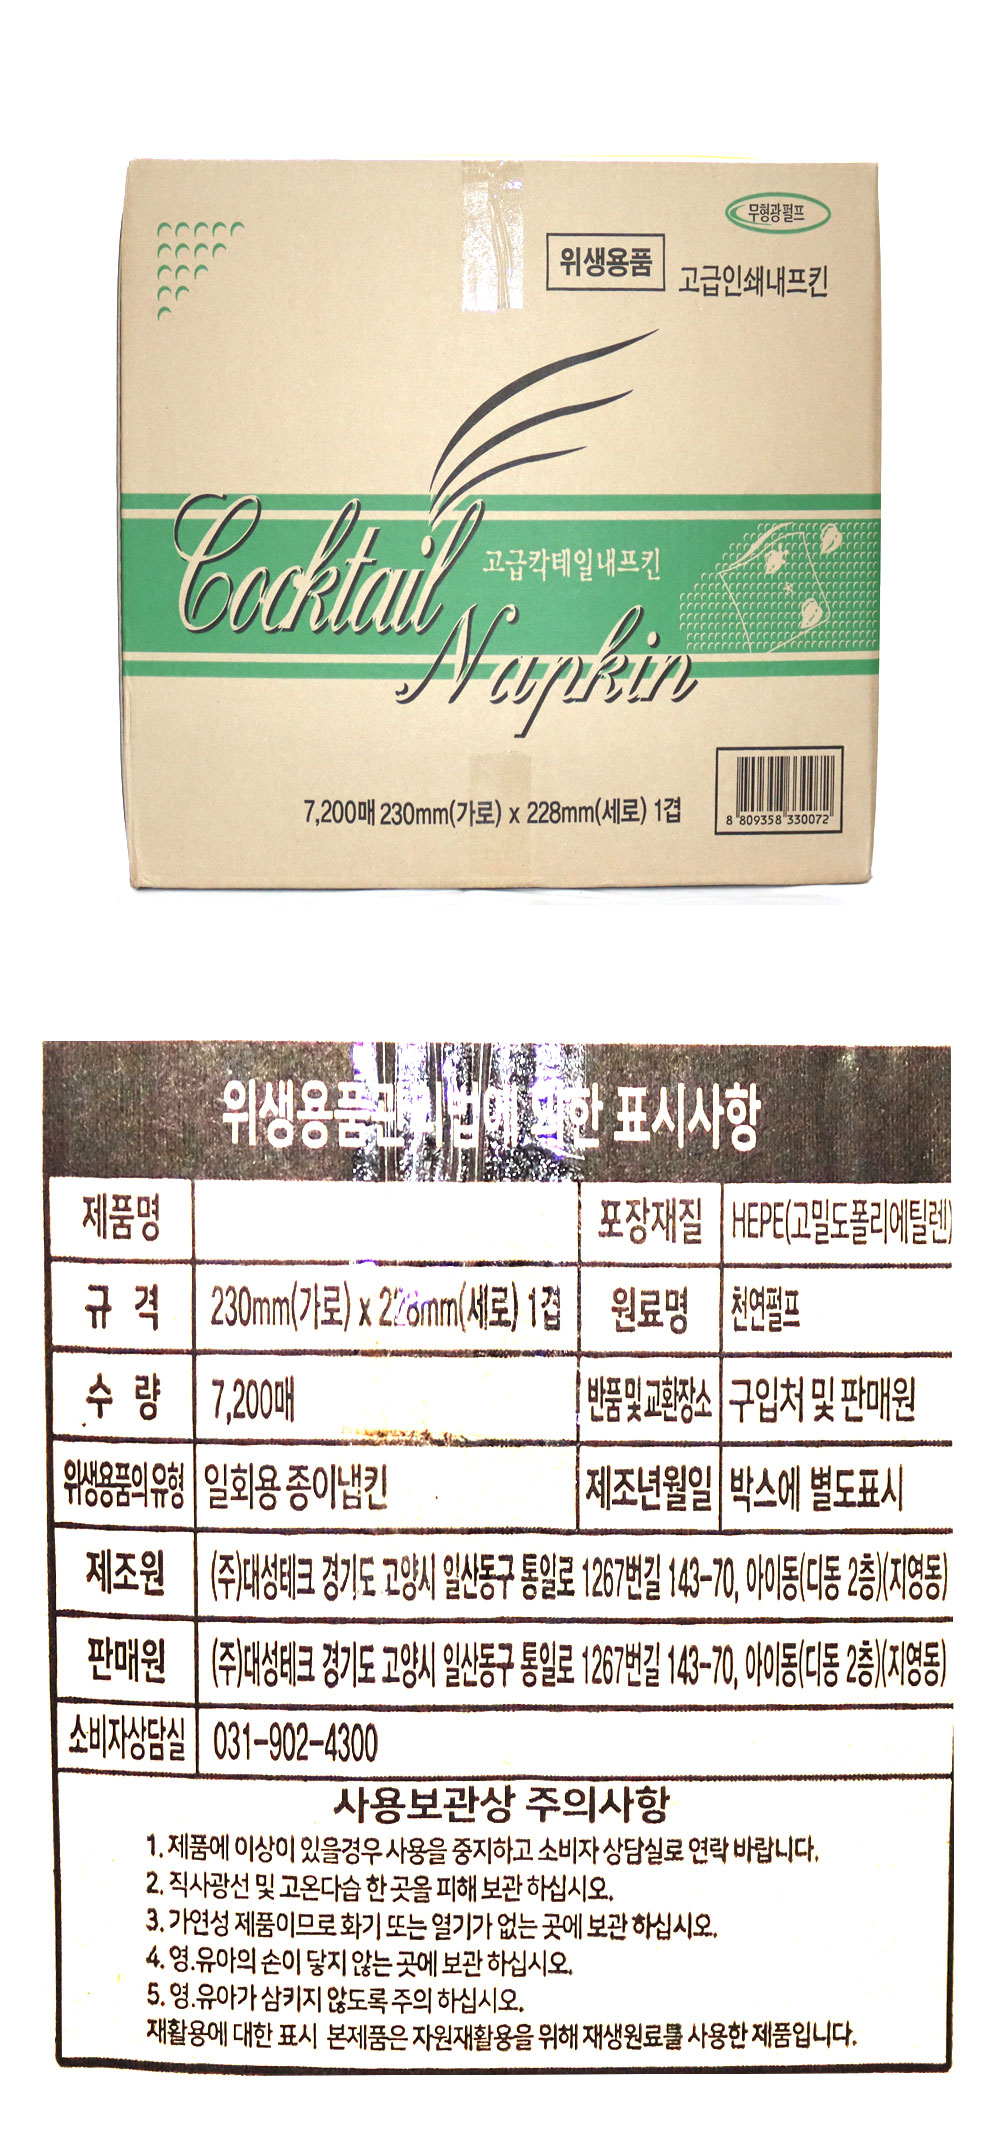 무형광펄프
위생용품
고급인쇄내프킨
Cocktail
고급칵테일내프킨
Napkin
7,200매 230mm(가로) x 228mm(세로) 1겹
8 809358 330072
위생용품관리법에 의한 표시사항
제품명
포장재질 HEPE(고밀도폴리에틸렌)
규 격 230mm(가로) x 228mm(세로) 1겹
원료명 천연펄프
수 량 7,200매
반품및교환장소 구입처 및 판매원
위생용품의유형 일회용 종이냅킨
제조년월일 박스에 별도표시
제조원 (주)대성테크 경기도 고양시 일산동구 통일로 1267번길 143-70, 아이동(디동 2층)(지영동)
판매원 (주)대성테크 경기도 고양시 일산동구 통일로 1267번길 143-70, 아이동(디동 2층)(지영동)
소비자상담실 031-902-4300
사용보관상 주의사항
1. 제품에 이상이 있을경우 사용을 중지하고 소비자 상담실로 연락 바랍니다.
2. 직사광선 및 고온다습 한 곳을 피해 보관 하십시오.
3. 가연성 제품이므로 화기 또는 열기가 없는 곳에 보관 하십시오.
4. 영.유아의 손이 닿지 않는 곳에 보관 하십시오.
5. 영.유아가 삼키지 않도록 주의 하십시오.
재활용에 대한 표시 본제품은 자원재활용을 위해 재생원료를 사용한 제품입니다.